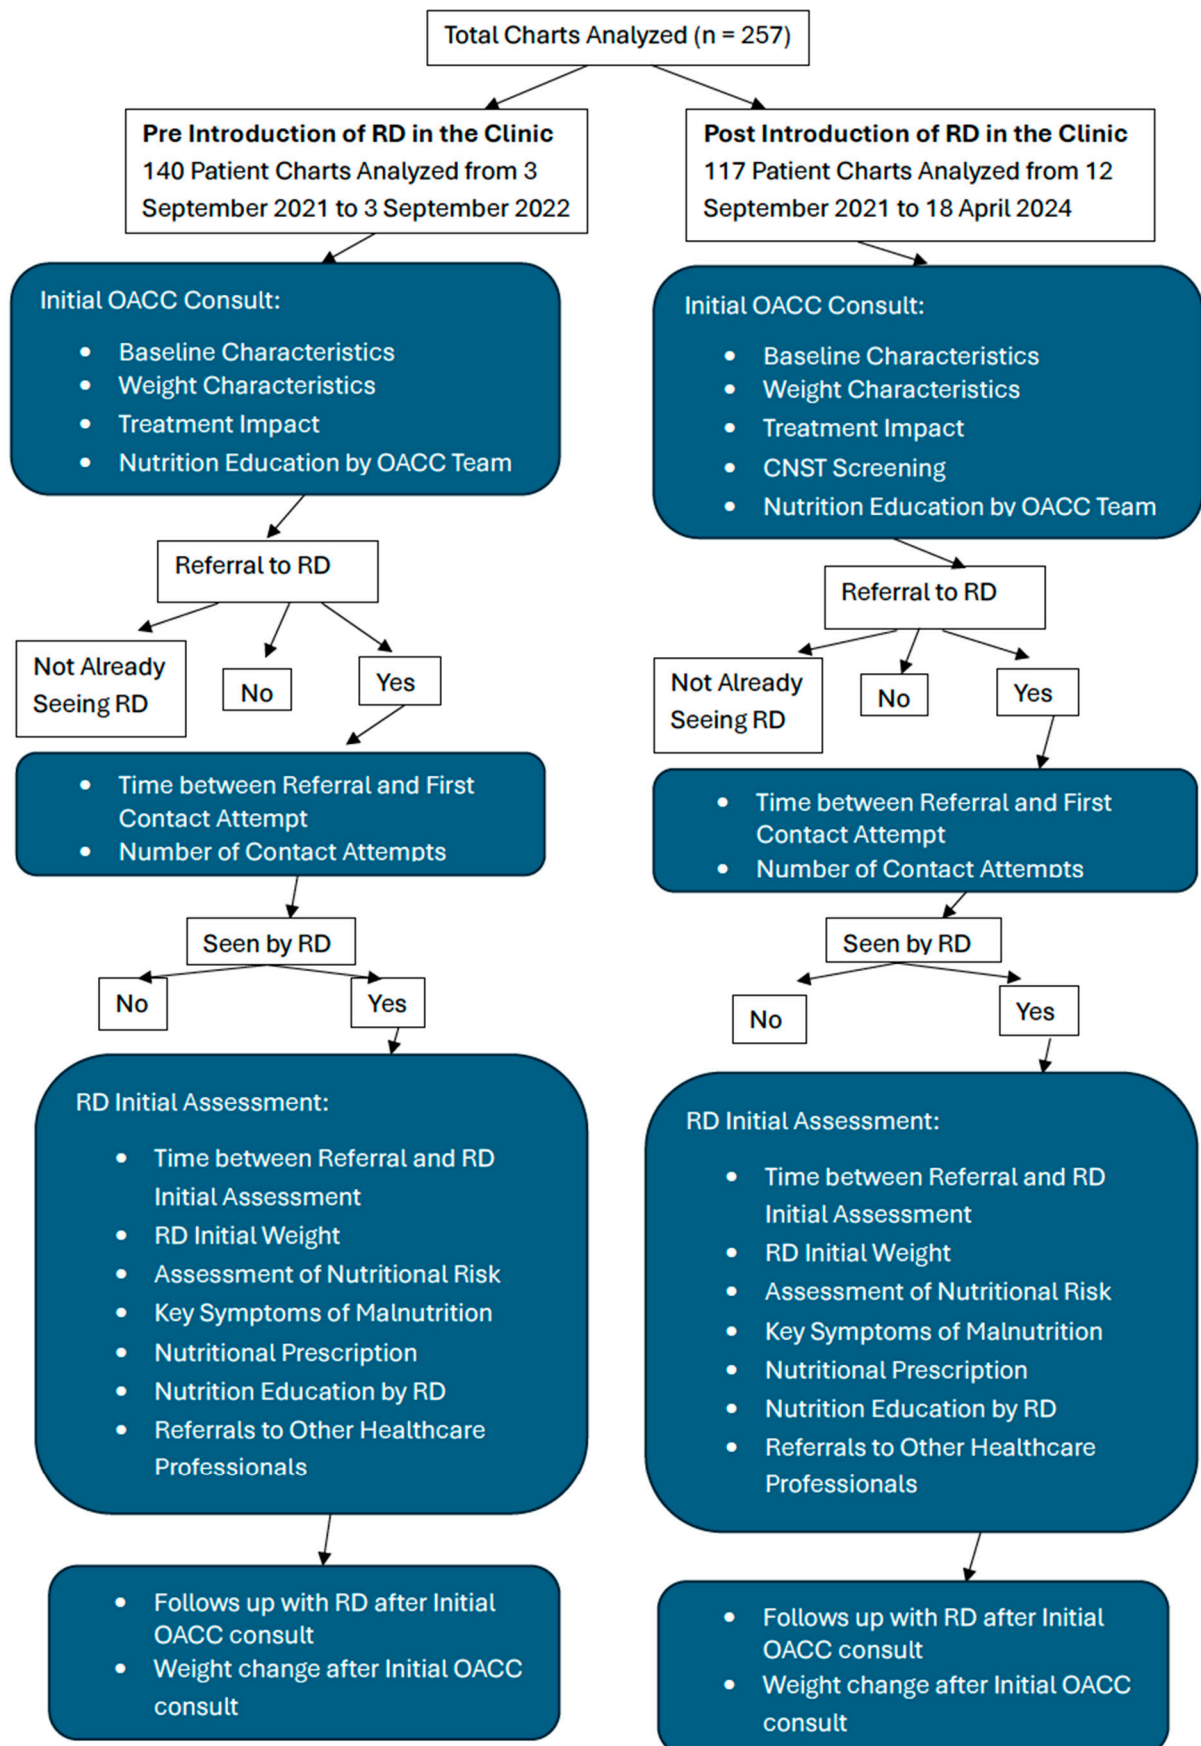 Total Charts Analyzed (n = 257)
Pre Introduction of RD in the Clinic
140 Patient Charts Analyzed from 3
September 2021 to 3 September 2022
Initial OACC Consult:
• Baseline Characteristics
• Weight Characteristics
• Treatment Impact
• Nutrition Education by OACC Team
Referral to RD
Not Already
Seeing RD
No
Yes
• Time between Referral and First
Contact Attempt
• Number of Contact Attempts
Seen by RD
No
Yes
RD Initial Assessment:
• Time between Referral and RD
Initial Assessment
• RD Initial Weight
• Assessment of Nutritional Risk
• Key Symptoms of Malnutrition
• Nutritional Prescription
• Nutrition Education by RD
• Referrals to Other Healthcare
Professionals
• Follows up with RD after Initial
OACC consult
• Weight change after Initial OACC
consult
Post Introduction of RD in the Clinic
117 Patient Charts Analyzed from 12
September 2021 to 18 April 2024
Initial OACC Consult:
• Baseline Characteristics
• Weight Characteristics
• Treatment Impact
• CNST Screening
• Nutrition Education by OACC Team
Referral to RD
Not Already
Seeing RD
No
Yes
• Time between Referral and First
Contact Attempt
• Number of Contact Attempts
Seen by RD
No
Yes
RD Initial Assessment:
• Time between Referral and RD
Initial Assessment
• RD Initial Weight
• Assessment of Nutritional Risk
• Key Symptoms of Malnutrition
• Nutritional Prescription
• Nutrition Education by RD
• Referrals to Other Healthcare
Professionals
• Follows up with RD after Initial
OACC consult
• Weight change after Initial OACC
consult